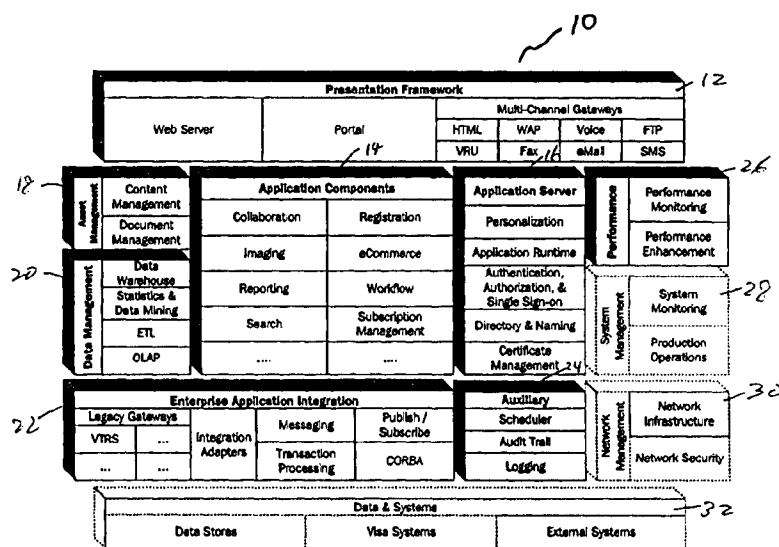 10
12
Presentation Framework
Web Server
Portal
Multi-Channel Gateways
HTML WAP Voice FTP
VRU Fax eMail SMS
14
16
18
26
Asset Management
Content Management
Document Management
Application Components
Collaboration Registration
Imaging eCommerce
Reporting Workflow
Search Subscription Management
.... ....
Application Server
Personalization
Application Runtime
Authentication, Authorization, & Single Sign-on
Directory & Naming
Certificate Management
Performance
Performance Monitoring
Performance Enhancement
20
Data Management
Data Warehouse
Statistics & Data Mining
ETL
OLAP
28
System Management
System Monitoring
Production Operations
22
Enterprise Application Integration
Legacy Gateways
VTRS ...
... ...
Integration Adapters
Messaging
Transaction Processing
Publish / Subscribe
CORBA
24
Auxiliary
Scheduler
Audit Trail
Logging
30
Network Management
Network Infrastructure
Network Security
32
Data & Systems
Data Stores Visa Systems External Systems